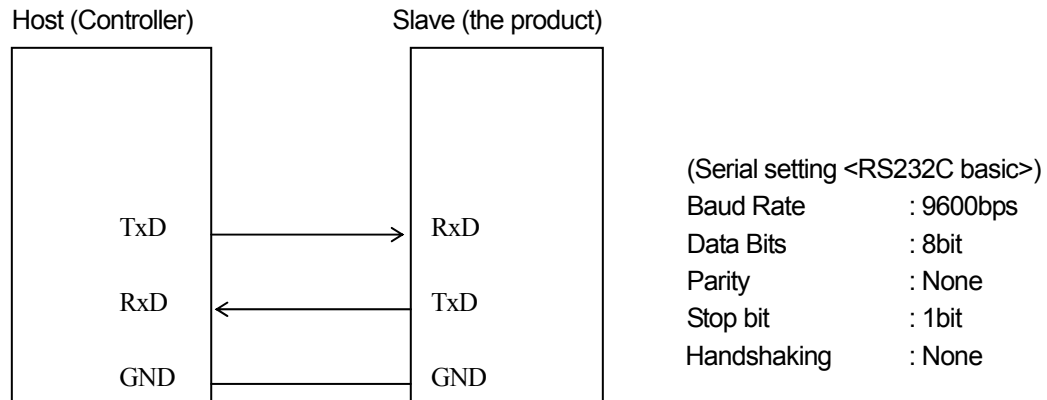 Host (Controller)
Slave (the product)
TxD
RxD
RxD
TxD
GND
GND
(Serial setting <RS232C basic>)
Baud Rate : 9600bps
Data Bits : 8bit
Parity : None
Stop bit : 1bit
Handshaking : None